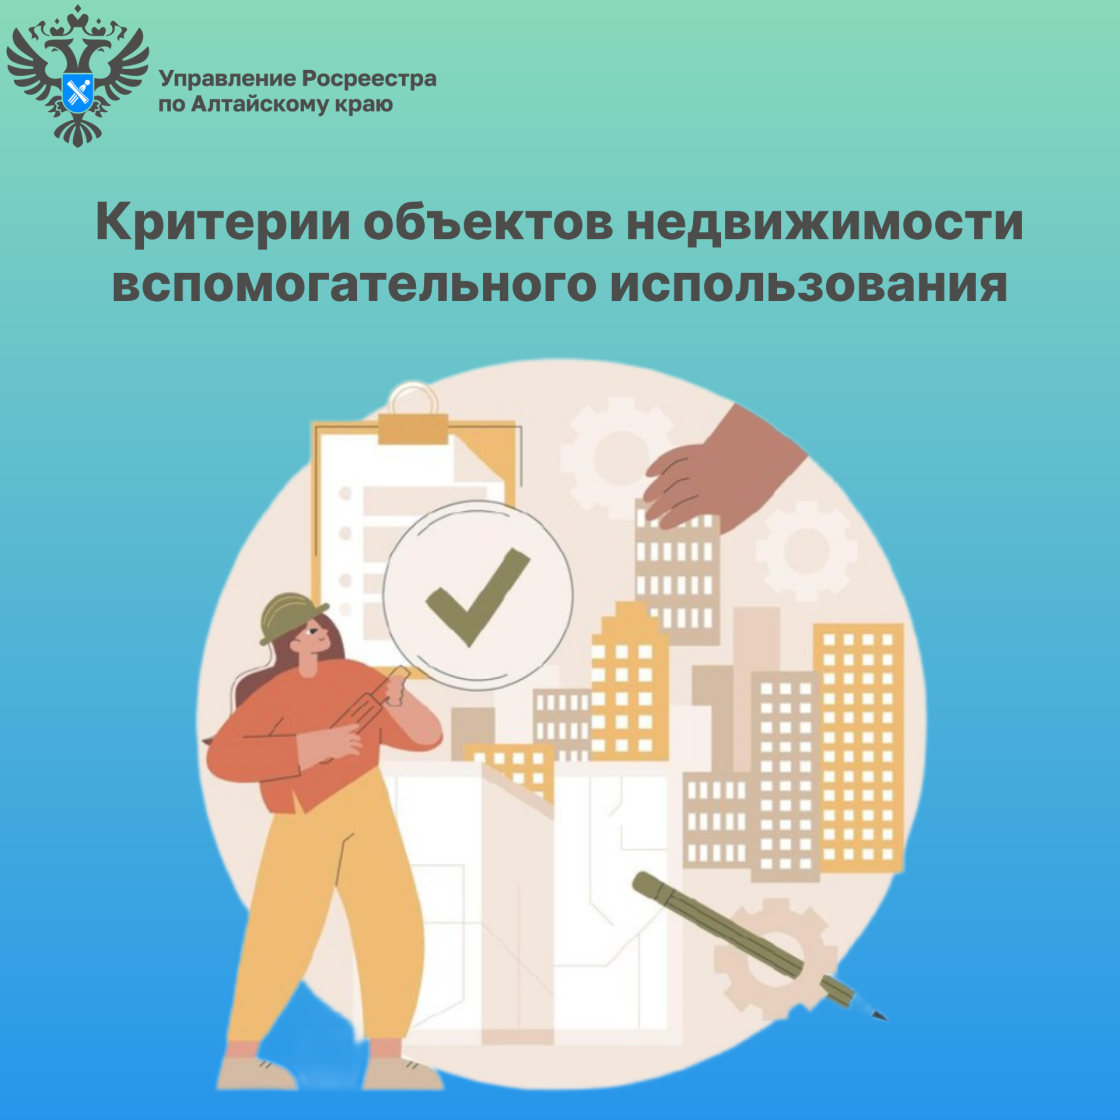 Управление Росреестра
по Алтайскому краю
Критерии объектов недвижимости
вспомогательного использования